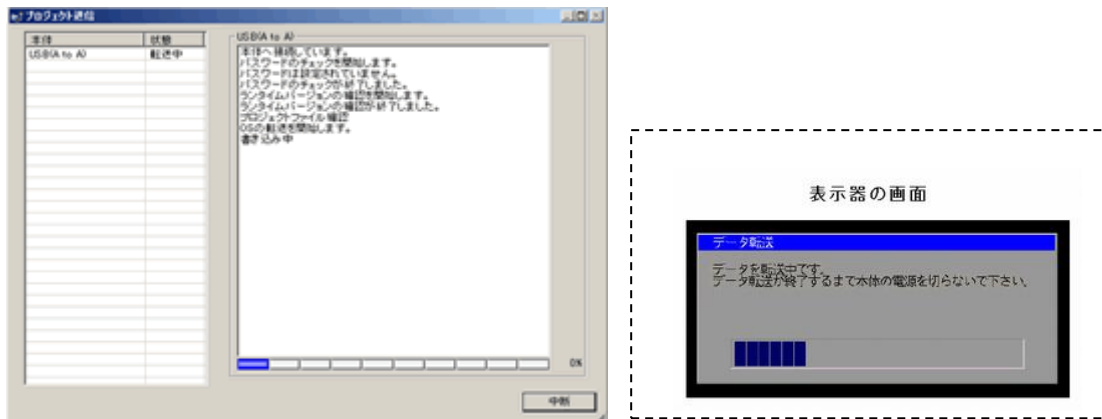 プロジェクト送信
本体
状態
USB(A to A)
転送中
USB(A to A)
本体へ接続しています。
パスワードのチェックを開始します。
パスワードは設定されていません。
パスワードのチェックが終了しました。
ランタイムバージョンの確認を開始します。
ランタイムバージョンの確認が終了しました。
プロジェクトファイル確認
OSの転送を開始します。
書き込み中
0%
中断
表示器の画面
データ転送
データを転送中です。
データ転送が終了するまで本体の電源を切らないで下さい。